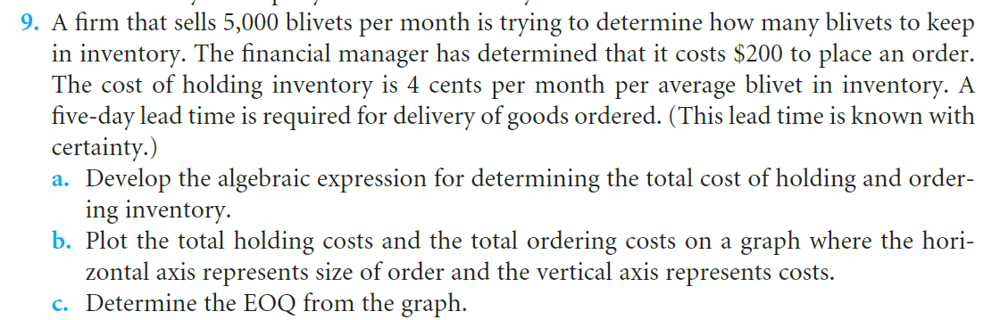 9. A firm that sells 5,000 blivets per month is trying to determine how many blivets to keep
in inventory. The financial manager has determined that it costs $200 to place an order.
The cost of holding inventory is 4 cents per month per average blivet in inventory. A
five-day lead time is required for delivery of goods ordered. (This lead time is known with
certainty.)
a. Develop the algebraic expression for determining the total cost of holding and order-
ing inventory.
b. Plot the total holding costs and the total ordering costs on a graph where the hori-
zontal axis represents size of order and the vertical axis represents costs.
c. Determine the EOQ from the graph.